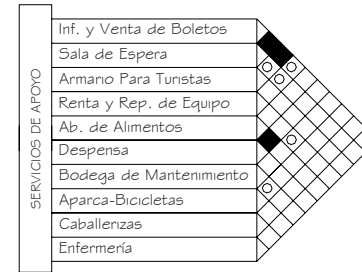 SERVICIOS DE APOYO
Inf. y Venta de Boletos
Sala de Espera
Armario Para Turistas
Renta y Rep. de Equipo
Ab. de Alimentos
Despensa
Bodega de Mantenimiento
Aparca-Bicicletas
Caballerizas
Enfermería